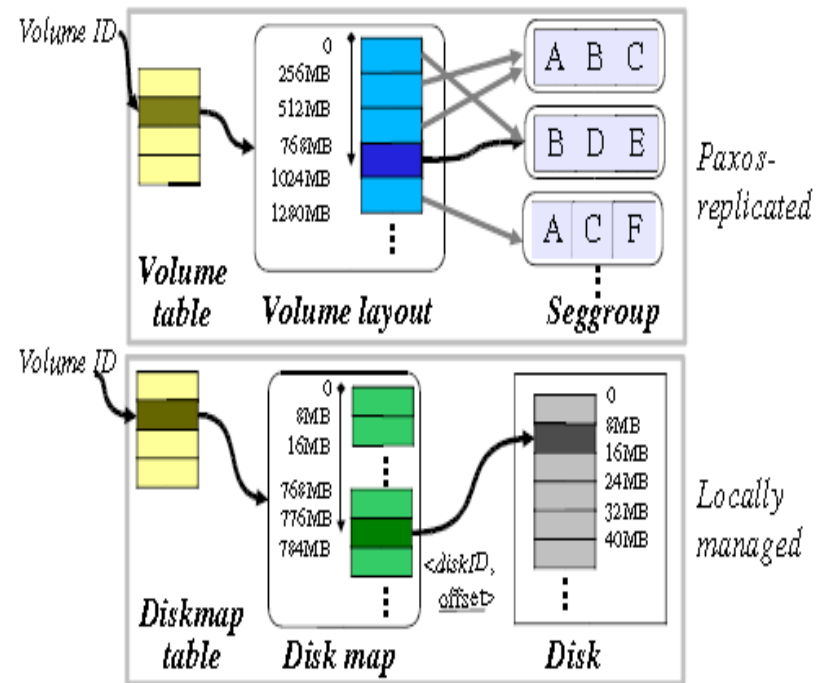 Volume ID
0
256MB
512MB
768MB
1024MB
1280MB
A B C
B D E
A C F
Paxos-
replicated
Volume
table
Volume layout
Seggroup
Volume ID
0
8MB
16MB
768MB
776MB
784MB
<diskID,
offset>
0
8MB
16MB
24MB
32MB
40MB
Locally
managed
Diskmap
table
Disk map
Disk